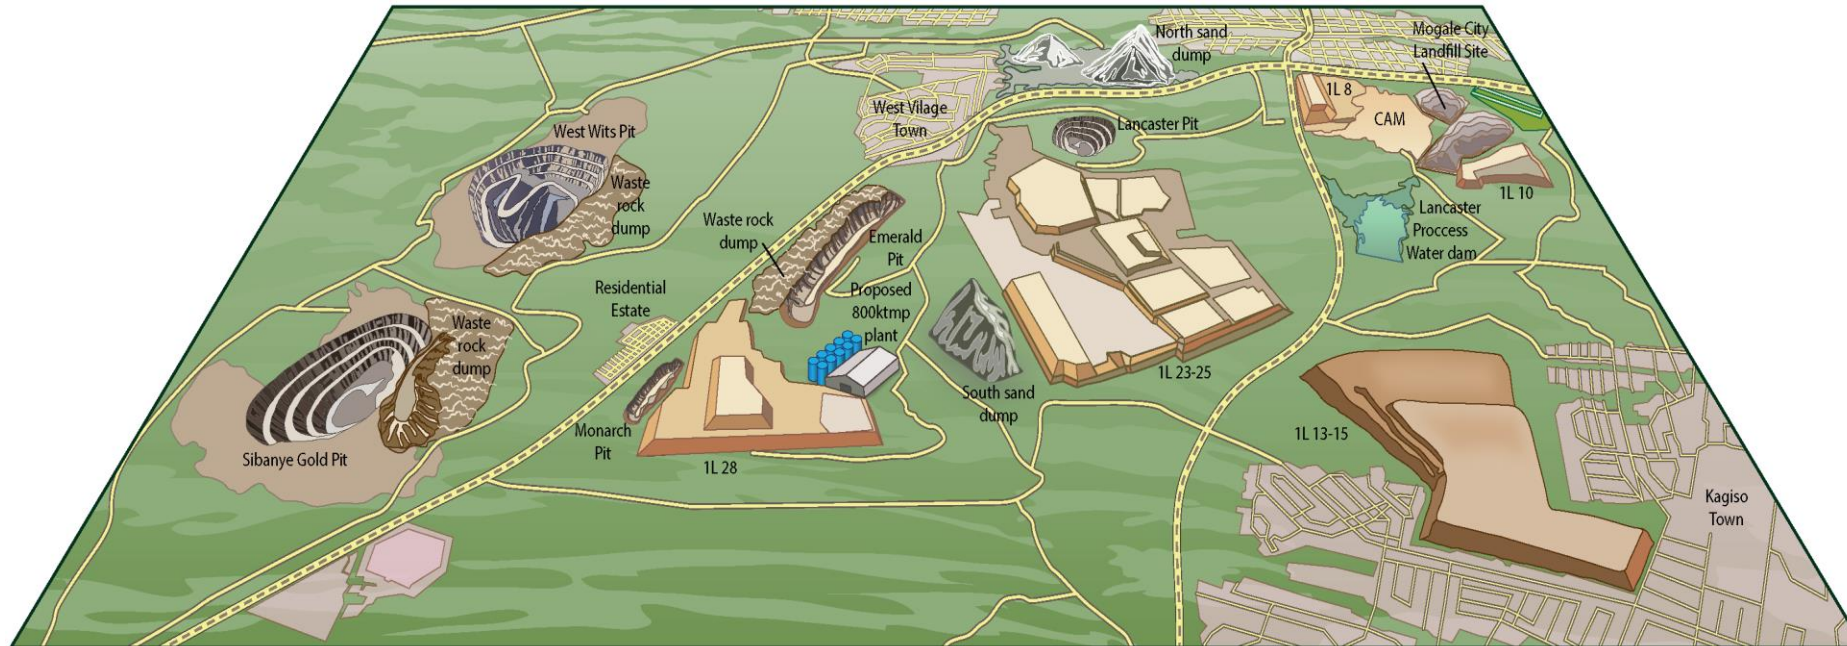 North sand
dump
Mogale City
Landfill Site
1L 8
CAM
West Vilage
Town
Lancaster Pit
West Wits Pit
Waste
rock
dump
1L 10
Lancaster
Proccess
Water dam
Waste rock
dump
Emerald
Pit
Residential
Estate
Proposed
800ktmp
plant
Waste
rock
dump
1L 23-25
South sand
dump
Monarch
Pit
1L 28
Sibanye Gold Pit
1L 13-15
Kagiso
Town